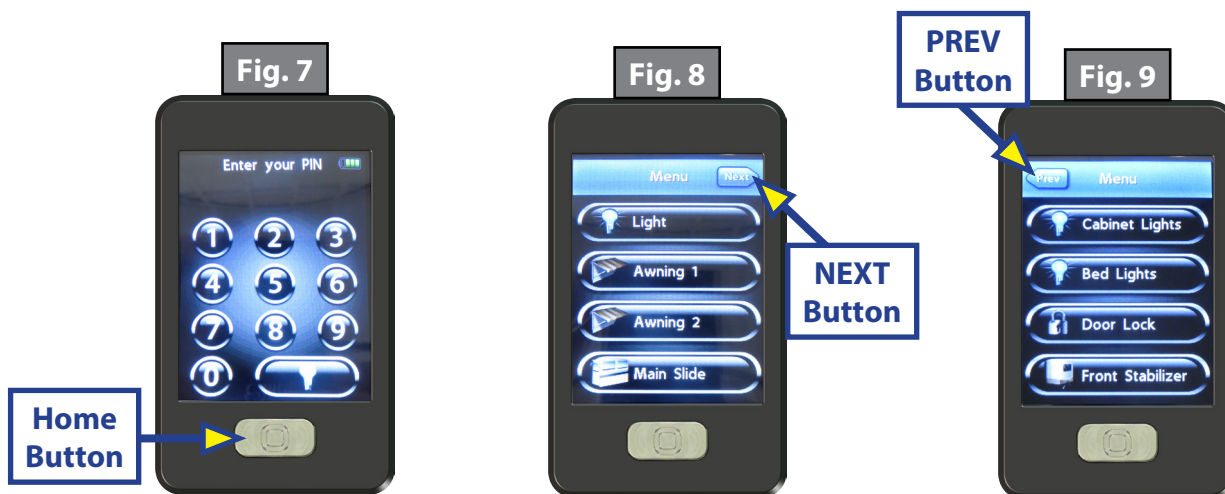 Fig. 7
Enter your PIN
1 2 3
4 5 6
7 8 9
0
Home
Button
Fig. 8
Menu Next
Light
Awning 1
Awning 2
Main Slide
NEXT
Button
PREV
Button
Fig. 9
Prev Menu
Cabinet Lights
Bed Lights
Door Lock
Front Stabilizer